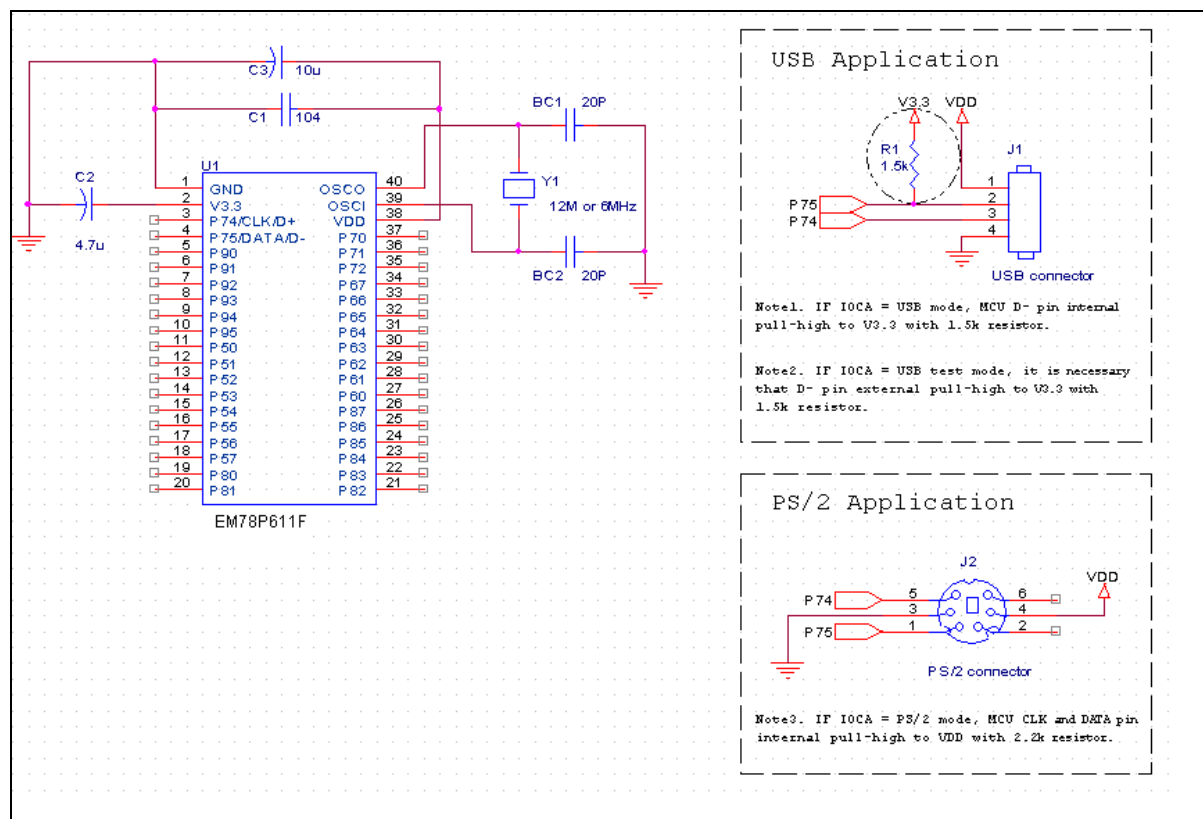 C3 10u
C1 104
BC1 20P
U1
C2
4.7u
1 GND OSCO 40
2 V3.3 OSCI 39
3 P74/CLK/D+ VDD 38
4 P75/DATA/D- P70 37
5 P90 P71 36
6 P91 P72 35
7 P92 P67 34
8 P93 P66 33
9 P94 P65 32
10 P95 P64 31
11 P50 P63 30
12 P51 P62 29
13 P52 P61 28
14 P53 P60 27
15 P54 P87 26
16 P55 P86 25
17 P56 P85 24
18 P57 P84 23
19 P80 P83 22
20 P81 P82 21
EM78P611F
Y1
12M or 6MHz
BC2 20P
USB Application
V3.3 VDD
R1
1.5k
J1
P75
P74
1
2
3
4
USB connector
Note1. IF IOCA = USB mode, MCU D- pin internal
pull-high to V3.3 with 1.5k resistor.
Note2. IF IOCA = USB test mode, it is necessary
that D- pin external pull-high to V3.3 with
1.5k resistor.
PS/2 Application
J2
VDD
P74 5 6
3 4
P75 1 2
PS/2 connector
Note3. IF IOCA = PS/2 mode, MCU CLK and DATA pin
internal pull-high to VDD with 2.2k resistor.